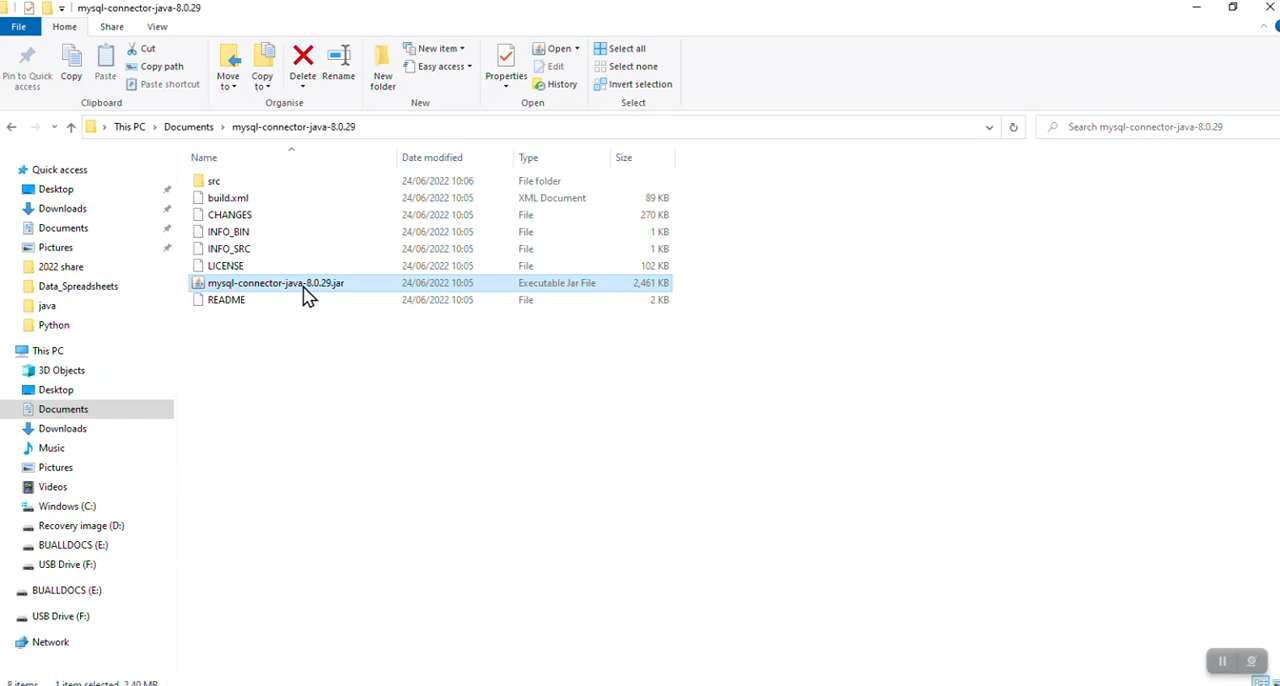 mysql-connector-java-8.0.29
File Home Share View
Pin to Quick access
Copy
Paste
Cut
Copy path
Paste shortcut
Clipboard
Move to
Copy to
Delete
Rename
Organise
New folder
New item
Easy access
New
Properties
Open
Edit
History
Open
Select all
Select none
Invert selection
Select
This PC Documents mysql-connector-java-8.0.29
Search mysql-connector-java-8.0.29
Quick access
Desktop
Downloads
Documents
Pictures
2022 share
Data_Spreadsheets
java
Python
This PC
3D Objects
Desktop
Documents
Downloads
Music
Pictures
Videos
Windows (C:)
Recovery image (D:)
BUALLDOCS (E:)
USB Drive (F:)
BUALLDOCS (E:)
USB Drive (F:)
Network
Name Date modified Type Size
src 24/06/2022 10:06 File folder
build.xml 24/06/2022 10:05 XML Document 89 KB
CHANGES 24/06/2022 10:05 File 270 KB
INFO_BIN 24/06/2022 10:05 File 1 KB
INFO_SRC 24/06/2022 10:05 File 1 KB
LICENSE 24/06/2022 10:05 File 102 KB
mysql-connector-java-8.0.29.jar 24/06/2022 10:05 Executable Jar File 2,461 KB
README 24/06/2022 10:05 File 2 KB
8 items 1 item selected 2.40 MB